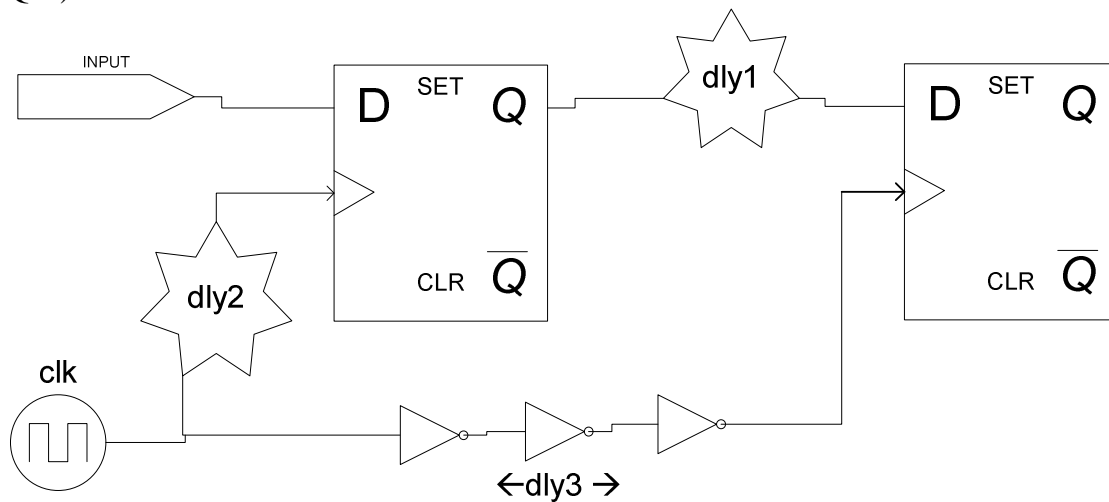 INPUT
D SET Q
dly1
D SET Q
CLR Q̅
dly2
CLR Q̅
clk
←dly3→